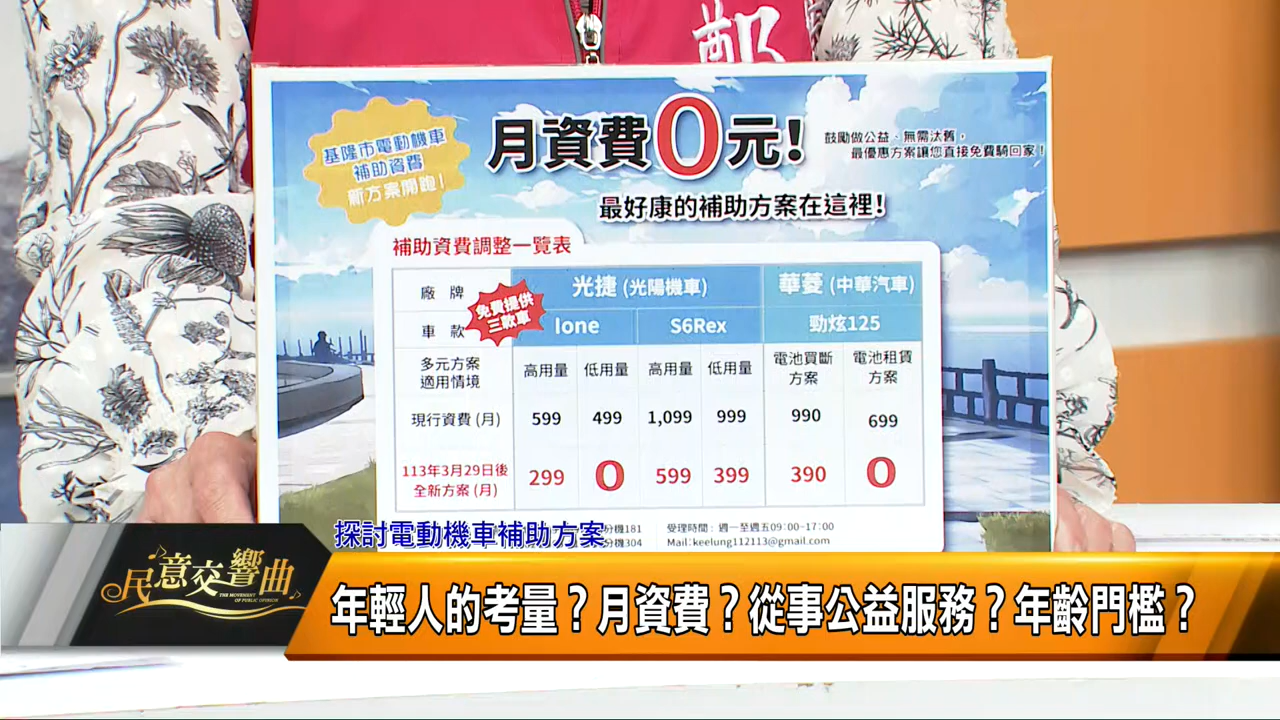 基隆市電動機車
補助資費
新方案開跑!
月資費0元!
鼓勵做公益、無需汰舊,
最優惠方案讓您直接免費騎回家!
最好康的補助方案在這裡!
補助資費調整一覽表
廠牌 光捷 (光陽機車) 華菱 (中華汽車)
免費提供
三款車
車款 Ione S6Rex 勁炫125
多元方案
適用情境
高用量 低用量 高用量 低用量 電池買斷方案 電池租賃方案
現行資費 (月) 599 499 1,099 999 990 699
113年3月29日後
全新方案 (月)
299 0 599 399 390 0
分機181 受理時間: 週一至週五09:00-17:00
分機304 Mail:keelung112113@gmail.com
探討電動機車補助方案
民意交響曲
THE MOVEMENT
OF PUBLIC OPINION
年輕人的考量?月資費?從事公益服務?年齡門檻?